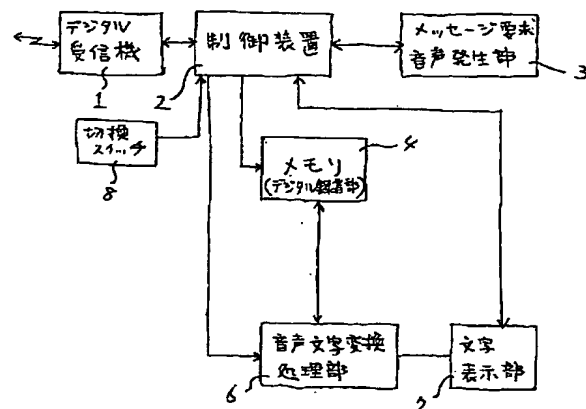 デジタル
受信機
1
制御装置
2
メッセージ要求
音声発生部
3
切換
スイッチ
8
メモリ
(デジタル録音部)
4
音声文字変換
処理部
6
文字
表示部
7